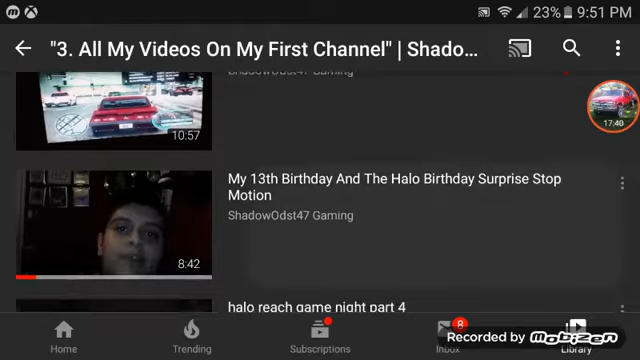 23% 9:51 PM
"3. All My Videos On My First Channel" | Shado...
ShadowOdst47 Gaming
10:57
17:40
My 13th Birthday And The Halo Birthday Surprise Stop
Motion
ShadowOdst47 Gaming
8:42
halo reach game night part 4
8
Home
Trending
Subscriptions
Inbox
Library
Recorded by
Mobizen